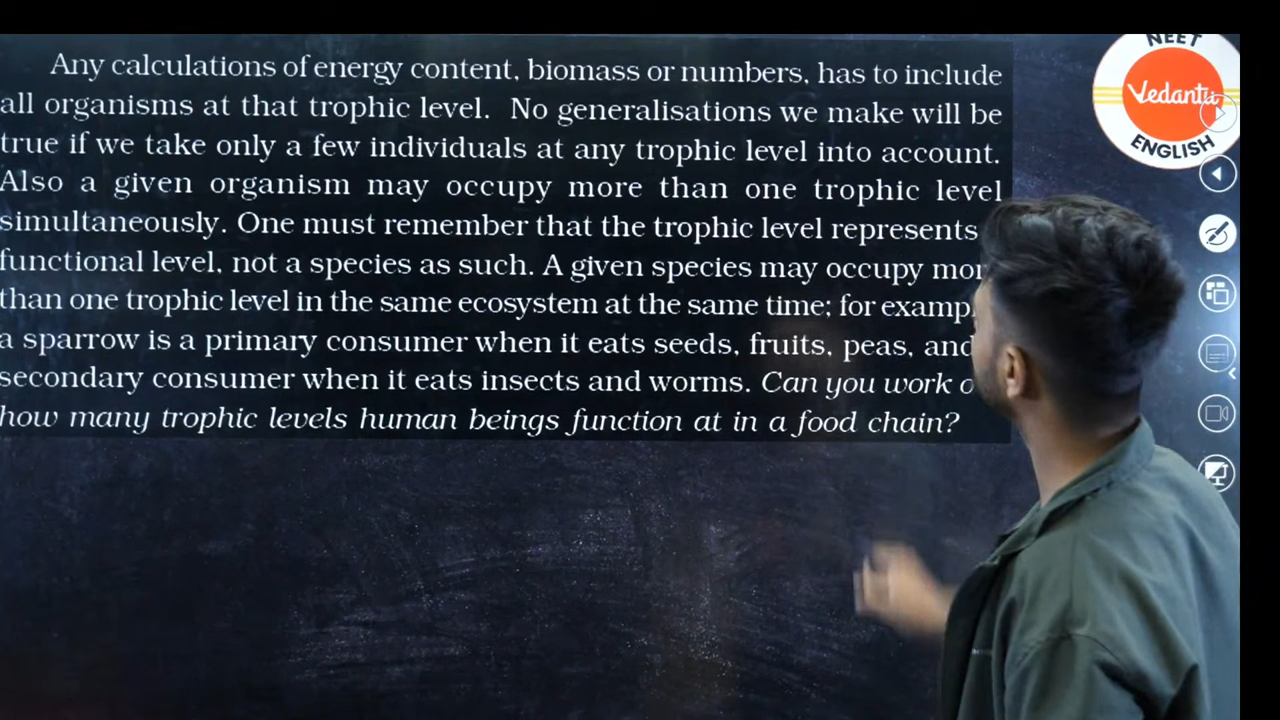 Any calculations of energy content, biomass or numbers, has to include
all organisms at that trophic level. No generalisations we make will be
true if we take only a few individuals at any trophic level into account.
Also a given organism may occupy more than one trophic level
simultaneously. One must remember that the trophic level represents
functional level, not a species as such. A given species may occupy
than one trophic level in the same ecosystem at the same time; for
a sparrow is a primary consumer when it eats seeds, fruits, peas, and
secondary consumer when it eats insects and worms. Can you work
how many trophic levels human beings function at in a food chain?
NEET
Vedantu
ENGLISH